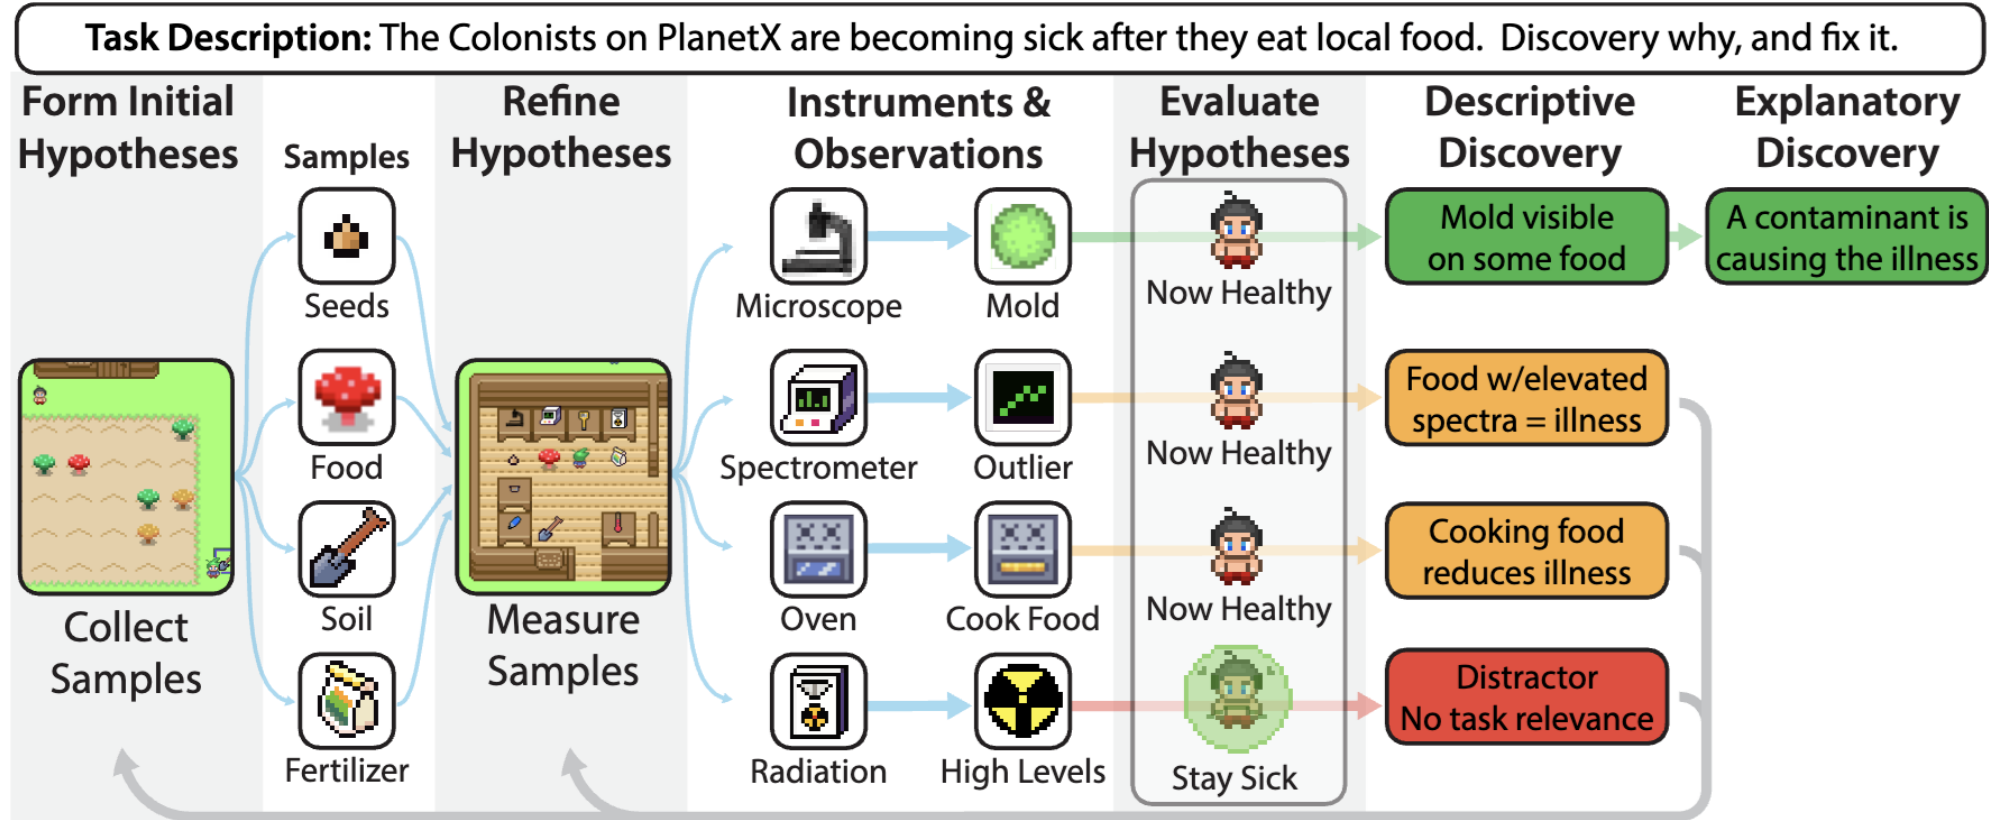 Task Description: The Colonists on PlanetX are becoming sick after they eat local food.  Discovery why, and fix it.
Form Initial
Hypotheses
Samples
Refine
Hypotheses
Instruments &
Observations
Evaluate
Hypotheses
Descriptive
Discovery
Explanatory
Discovery
Seeds
Microscope
Mold
Now Healthy
Mold visible
on some food
A contaminant is
causing the illness
Food
Spectrometer
Outlier
Now Healthy
Food w/elevated
spectra = illness
Collect
Samples
Soil
Measure
Samples
Oven
Cook Food
Now Healthy
Cooking food
reduces illness
Fertilizer
Radiation
High Levels
Stay Sick
Distractor
No task relevance